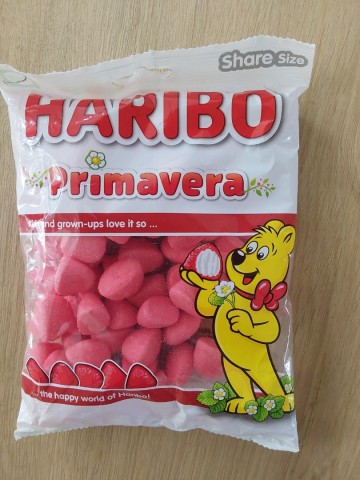 Share Size
HARIBO
Primavera
and grown-ups love it so ...
the happy world of Haribo!